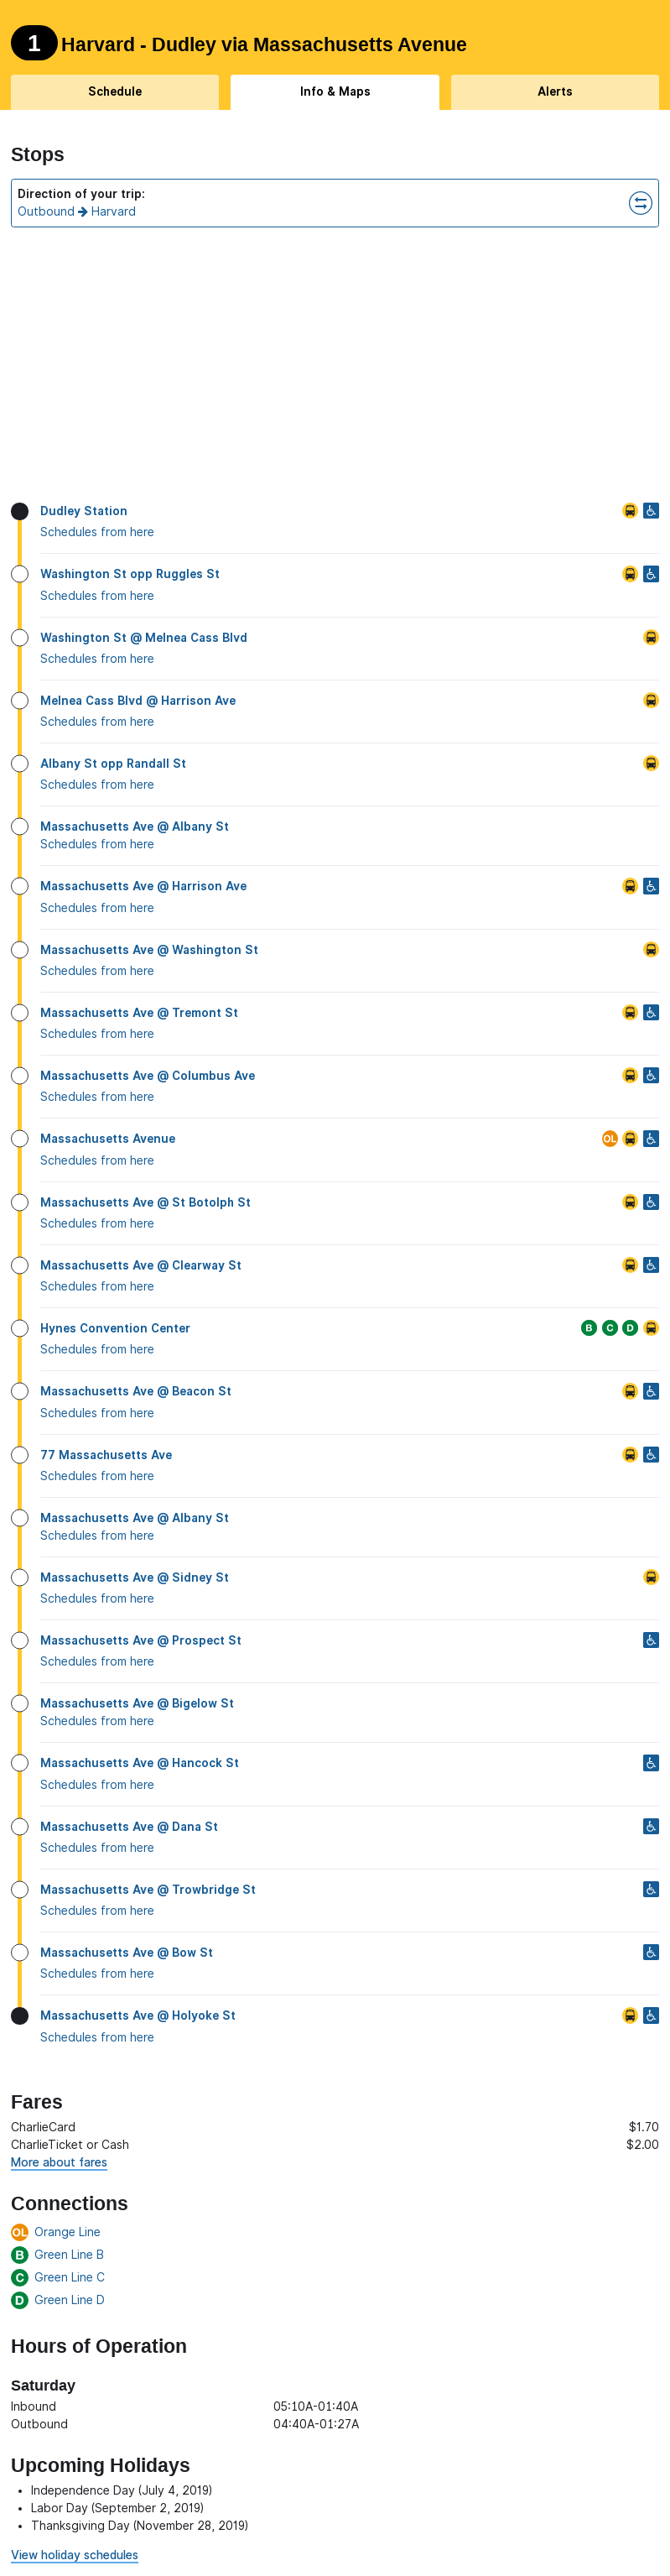 1 Harvard - Dudley via Massachusetts Avenue
Schedule
Info & Maps
Alerts
Stops
Direction of your trip:
Outbound → Harvard
Dudley Station
Schedules from here
Washington St opp Ruggles St
Schedules from here
Washington St @ Melnea Cass Blvd
Schedules from here
Melnea Cass Blvd @ Harrison Ave
Schedules from here
Albany St opp Randall St
Schedules from here
Massachusetts Ave @ Albany St
Schedules from here
Massachusetts Ave @ Harrison Ave
Schedules from here
Massachusetts Ave @ Washington St
Schedules from here
Massachusetts Ave @ Tremont St
Schedules from here
Massachusetts Ave @ Columbus Ave
Schedules from here
Massachusetts Avenue OL
Schedules from here
Massachusetts Ave @ St Botolph St
Schedules from here
Massachusetts Ave @ Clearway St
Schedules from here
Hynes Convention Center B C D
Schedules from here
Massachusetts Ave @ Beacon St
Schedules from here
77 Massachusetts Ave
Schedules from here
Massachusetts Ave @ Albany St
Schedules from here
Massachusetts Ave @ Sidney St
Schedules from here
Massachusetts Ave @ Prospect St
Schedules from here
Massachusetts Ave @ Bigelow St
Schedules from here
Massachusetts Ave @ Hancock St
Schedules from here
Massachusetts Ave @ Dana St
Schedules from here
Massachusetts Ave @ Trowbridge St
Schedules from here
Massachusetts Ave @ Bow St
Schedules from here
Massachusetts Ave @ Holyoke St
Schedules from here
Fares
CharlieCard $1.70
CharlieTicket or Cash $2.00
More about fares
Connections
OL Orange Line
B Green Line B
C Green Line C
D Green Line D
Hours of Operation
Saturday
Inbound 05:10A-01:40A
Outbound 04:40A-01:27A
Upcoming Holidays
• Independence Day (July 4, 2019)
• Labor Day (September 2, 2019)
• Thanksgiving Day (November 28, 2019)
View holiday schedules